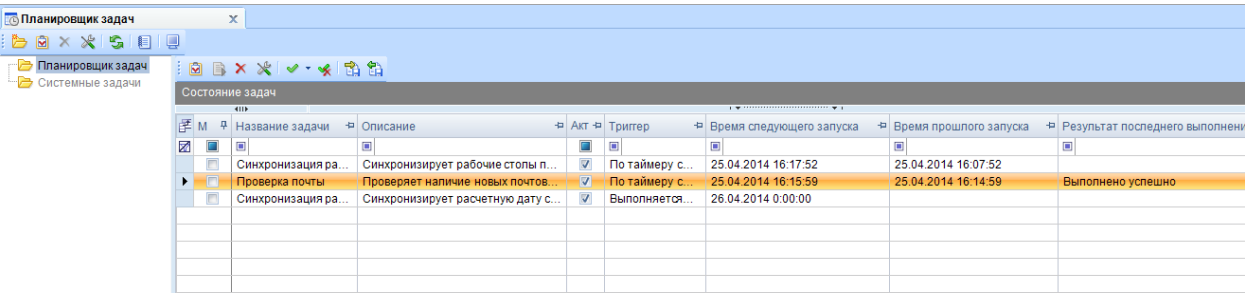 Планировщик задач
Планировщик задач
Системные задачи
Состояние задач
М Название задачи Описание Акт Триггер Время следующего запуска Время прошлого запуска Результат последнего выполнени
Синхронизация ра... Синхронизирует рабочие столы п... По таймеру с... 25.04.2014 16:17:52 25.04.2014 16:07:52
Проверка почты Проверяет наличие новых почтов... По таймеру с... 25.04.2014 16:15:59 25.04.2014 16:14:59 Выполнено успешно
Синхронизация ра... Синхронизирует расчетную дату с... Выполняется... 26.04.2014 0:00:00